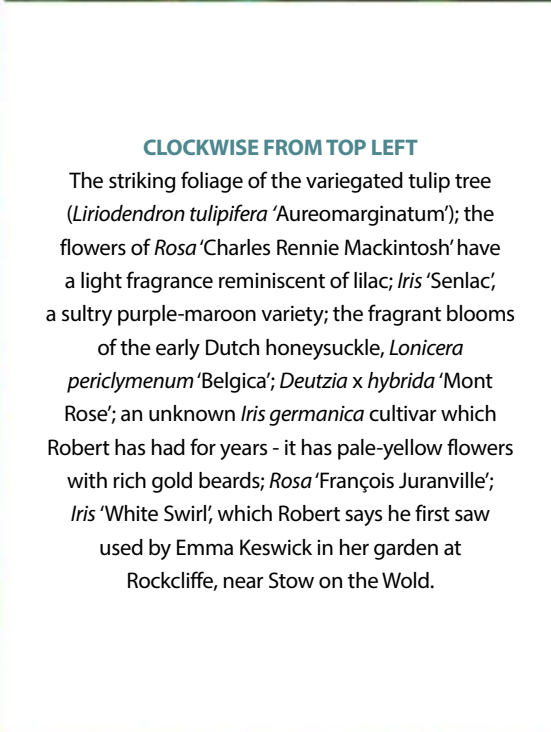 CLOCKWISE FROM TOP LEFT
The striking foliage of the variegated tulip tree
(Liriodendron tulipifera ‘Aureomarginatum’); the
flowers of Rosa ‘Charles Rennie Mackintosh’ have
a light fragrance reminiscent of lilac; Iris ‘Senlac’,
a sultry purple-maroon variety; the fragrant blooms
of the early Dutch honeysuckle, Lonicera
periclymenum ‘Belgica’; Deutzia x hybrida ‘Mont
Rose’; an unknown Iris germanica cultivar which
Robert has had for years - it has pale-yellow flowers
with rich gold beards; Rosa ‘François Juranville’;
Iris ‘White Swirl’, which Robert says he first saw
used by Emma Keswick in her garden at
Rockcliffe, near Stow on the Wold.